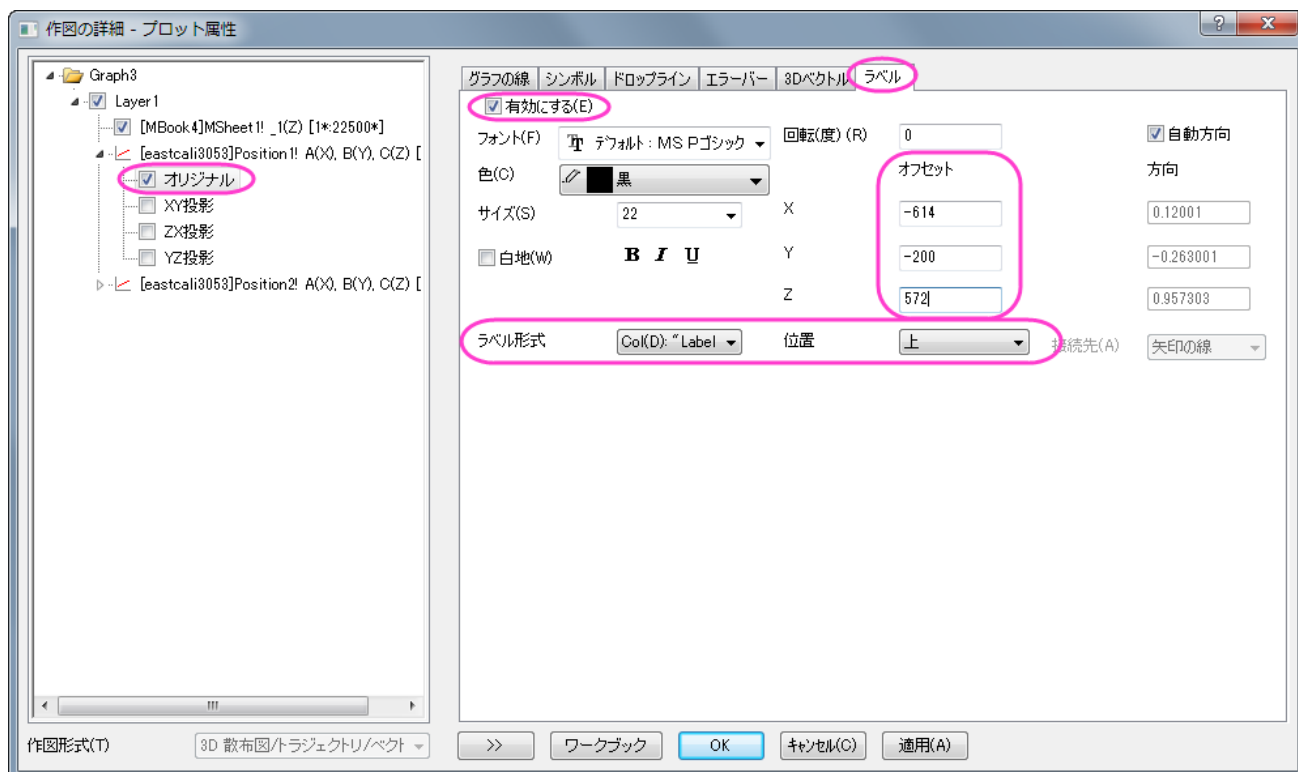 作図の詳細 - プロット属性
Graph3
Layer1
[MBook4]MSheet1! _1(Z) [1*:22500*]
[eastcali3053]Position1! A(X), B(Y), C(Z) [
オリジナル
XY投影
ZX投影
YZ投影
[eastcali3053]Position2! A(X), B(Y), C(Z) [
作図形式(T) 3D 散布図/トラジェクトリ/ベクト
グラフの線 シンボル ドロップライン エラーバー 3Dベクトル ラベル
有効にする(E)
フォント(F) デフォルト : MS Pゴシック 回転(度) (R) 0 自動方向
色(C) 黒 オフセット 方向
サイズ(S) 22 X -614 0.12001
白地(W) B I U Y -200 -0.263001
Z 572 0.957303
ラベル形式 Col(D): "Label 位置 上 接続先(A) 矢印の線
>> ワークブック OK キャンセル(C) 適用(A)